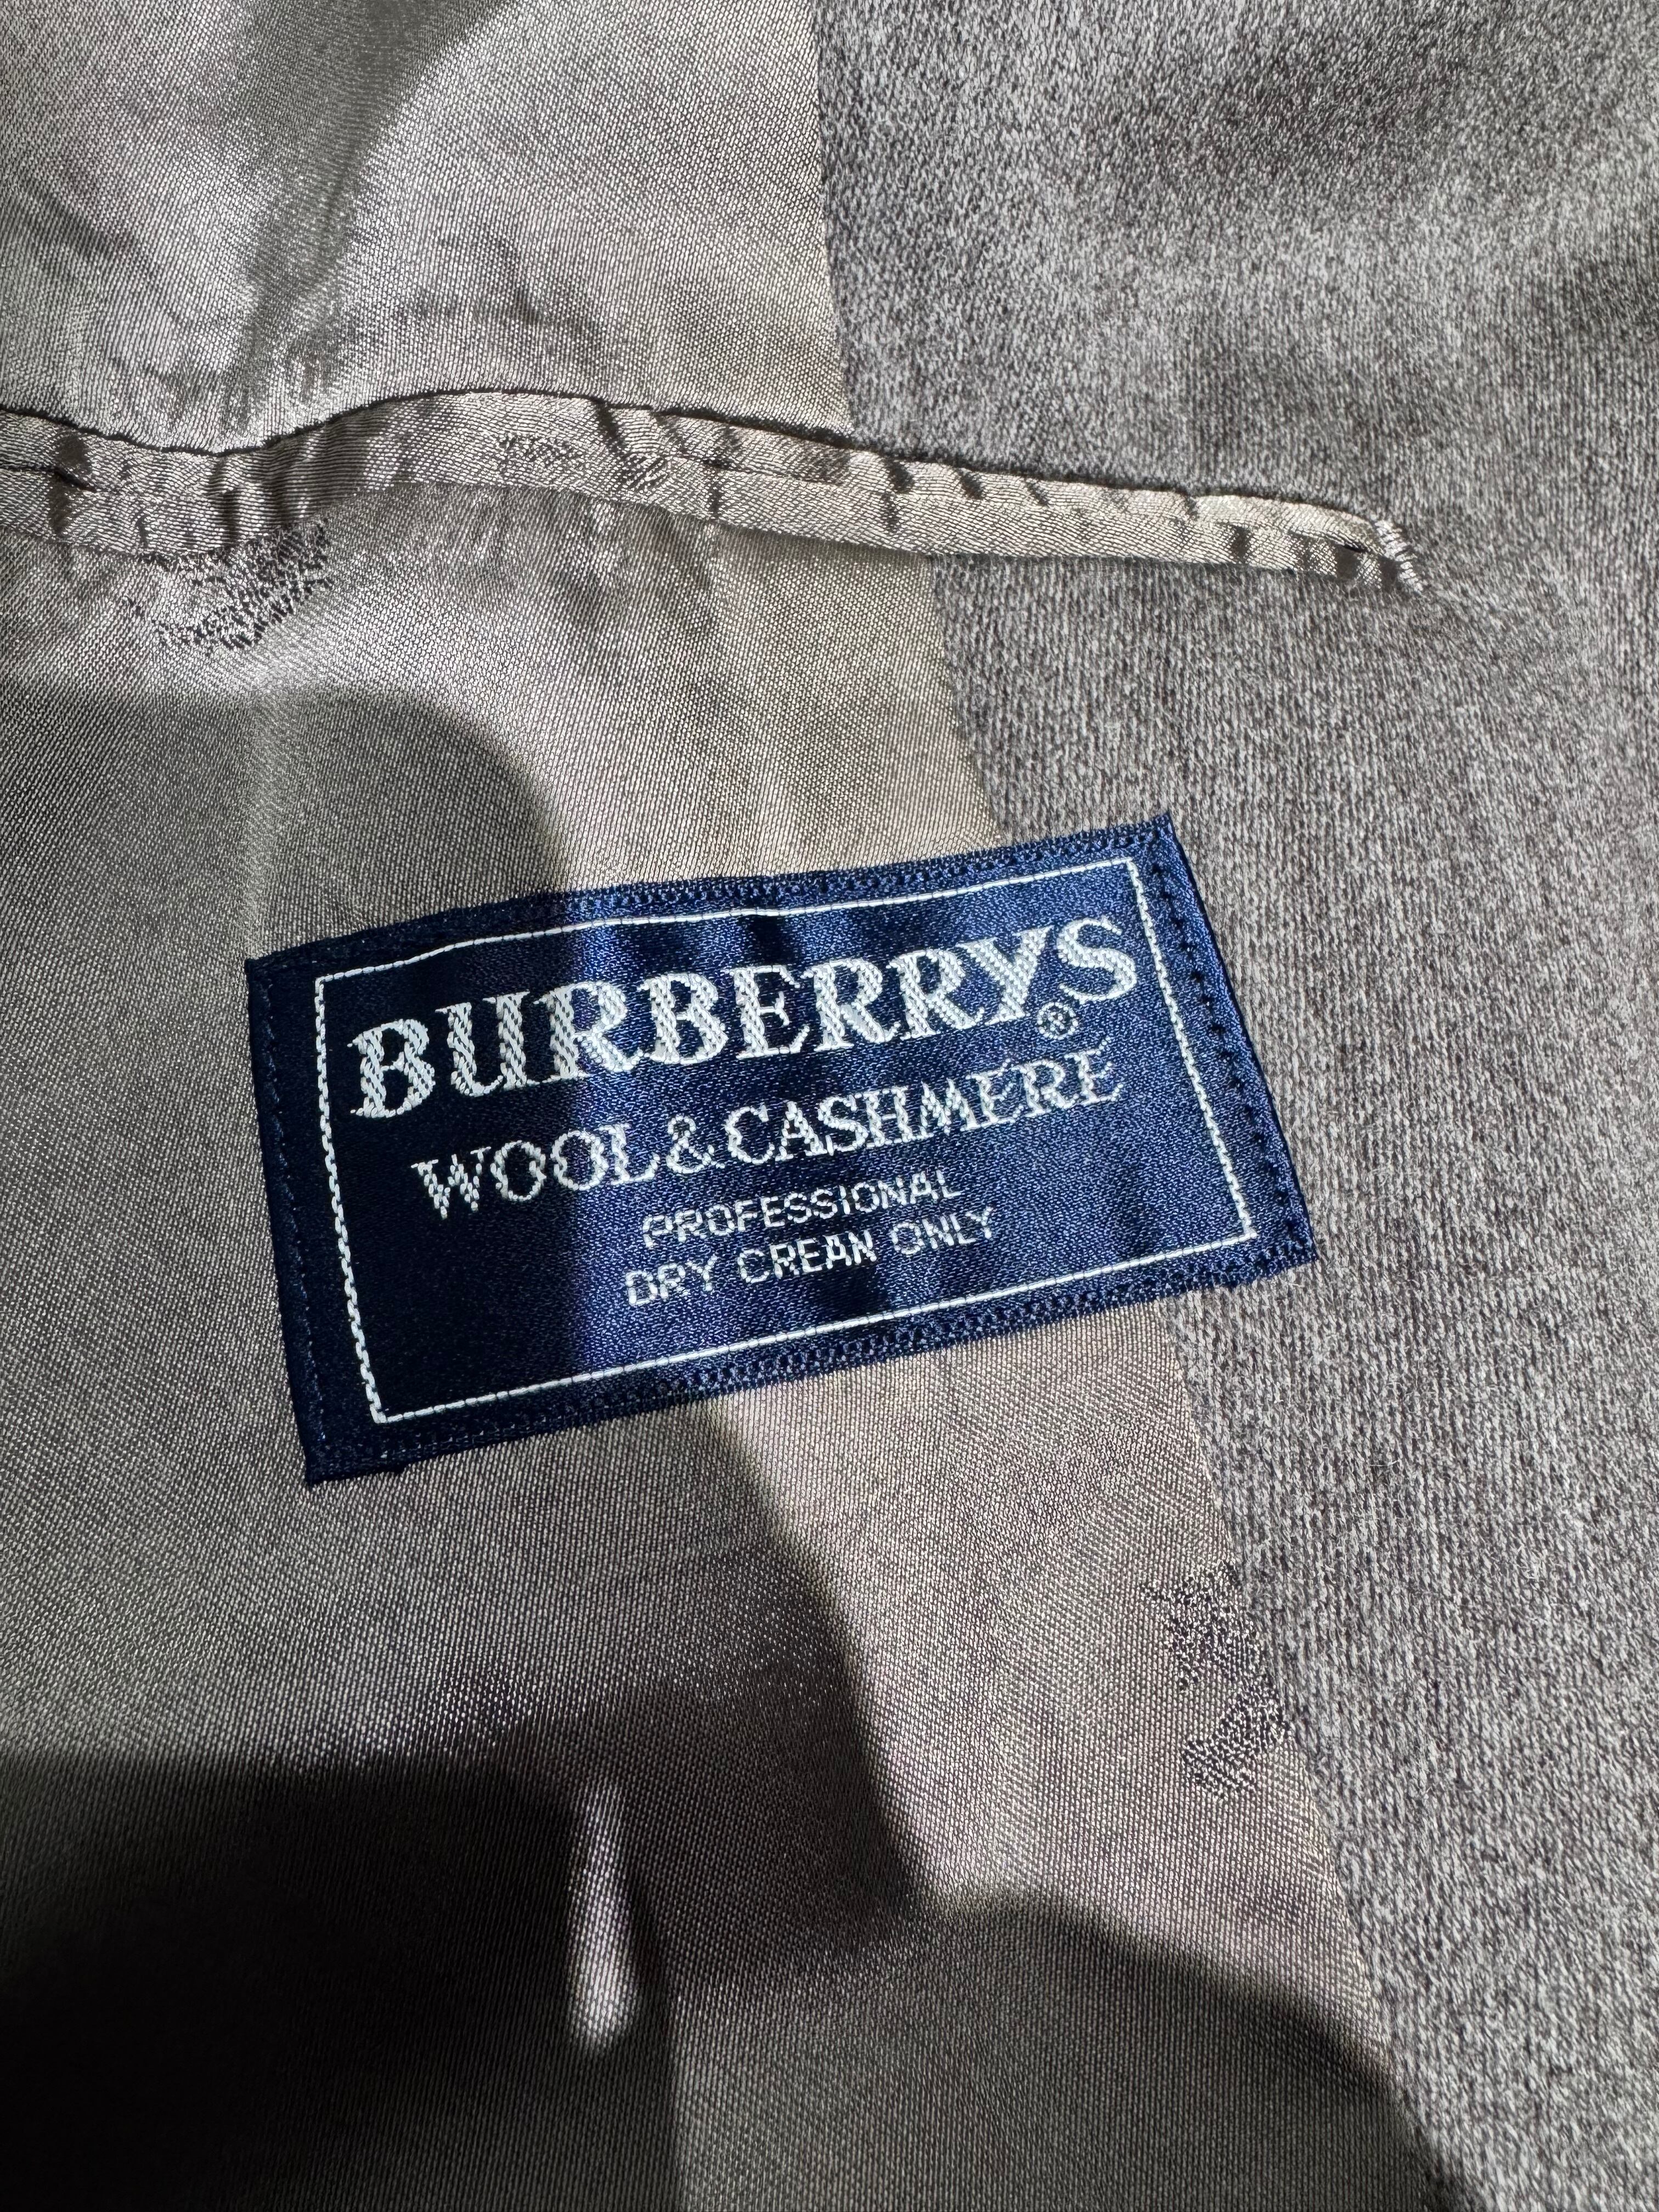 BURBERRYS®
WOOL & CASHMERE
PROFESSIONAL
DRY CREAN ONLY